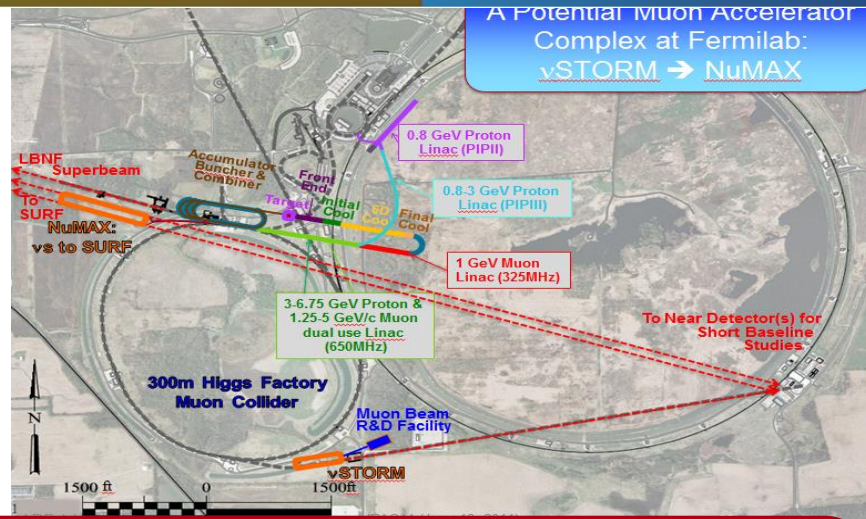 A Potential Muon Accelerator
Complex at Fermilab:
νSTORM ➔ NuMAX
0.8 GeV Proton
Linac (PIPII)
LBNF
Superbeam
Accumulator
Buncher &
Combiner
Front
End
Target
Initial
Cool
6D
Cool
Final
Cool
0.8-3 GeV Proton
Linac (PIPIII)
To
SURF
NuMAX:
νs to SURF
1 GeV Muon
Linac (325MHz)
3-6.75 GeV Proton &
1.25-5 GeV/c Muon
dual use Linac
(650MHz)
To Near Detector(s) for
Short Baseline
Studies
300m Higgs Factory
Muon Collider
Muon Beam
R&D Facility
νSTORM
N
1500 ft
0
1500ft